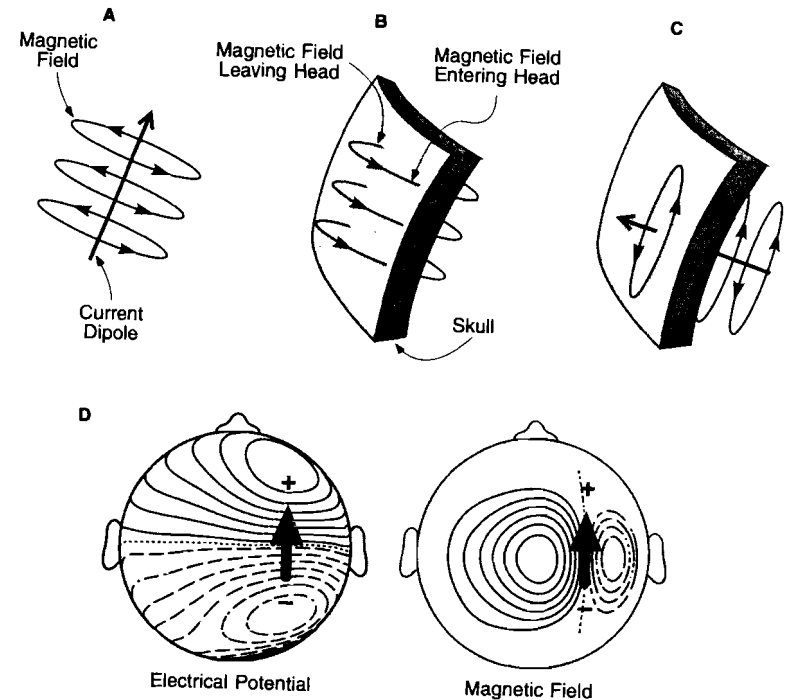 A
Magnetic
Field
Current
Dipole
B
Magnetic Field
Leaving Head
Magnetic Field
Entering Head
Skull
C
D
+
−
Electrical Potential
+
−
Magnetic Field